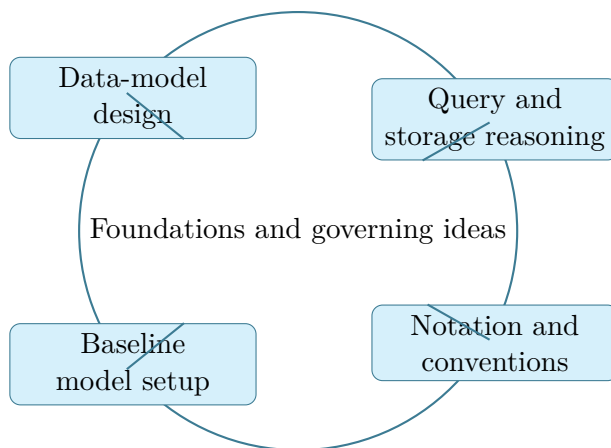 Data-model
design
Query and
storage reasoning
Foundations and governing ideas
Baseline
model setup
Notation and
conventions